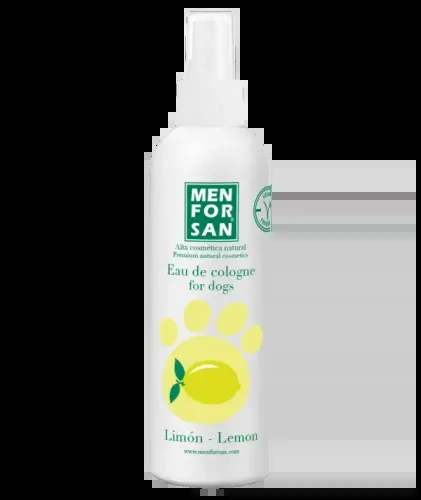 MEN
FOR
SAN
Alta cosmética natural
Premium natural cosmetics
Eau de cologne
for dogs
Limón - Lemon
www.menforsan.com